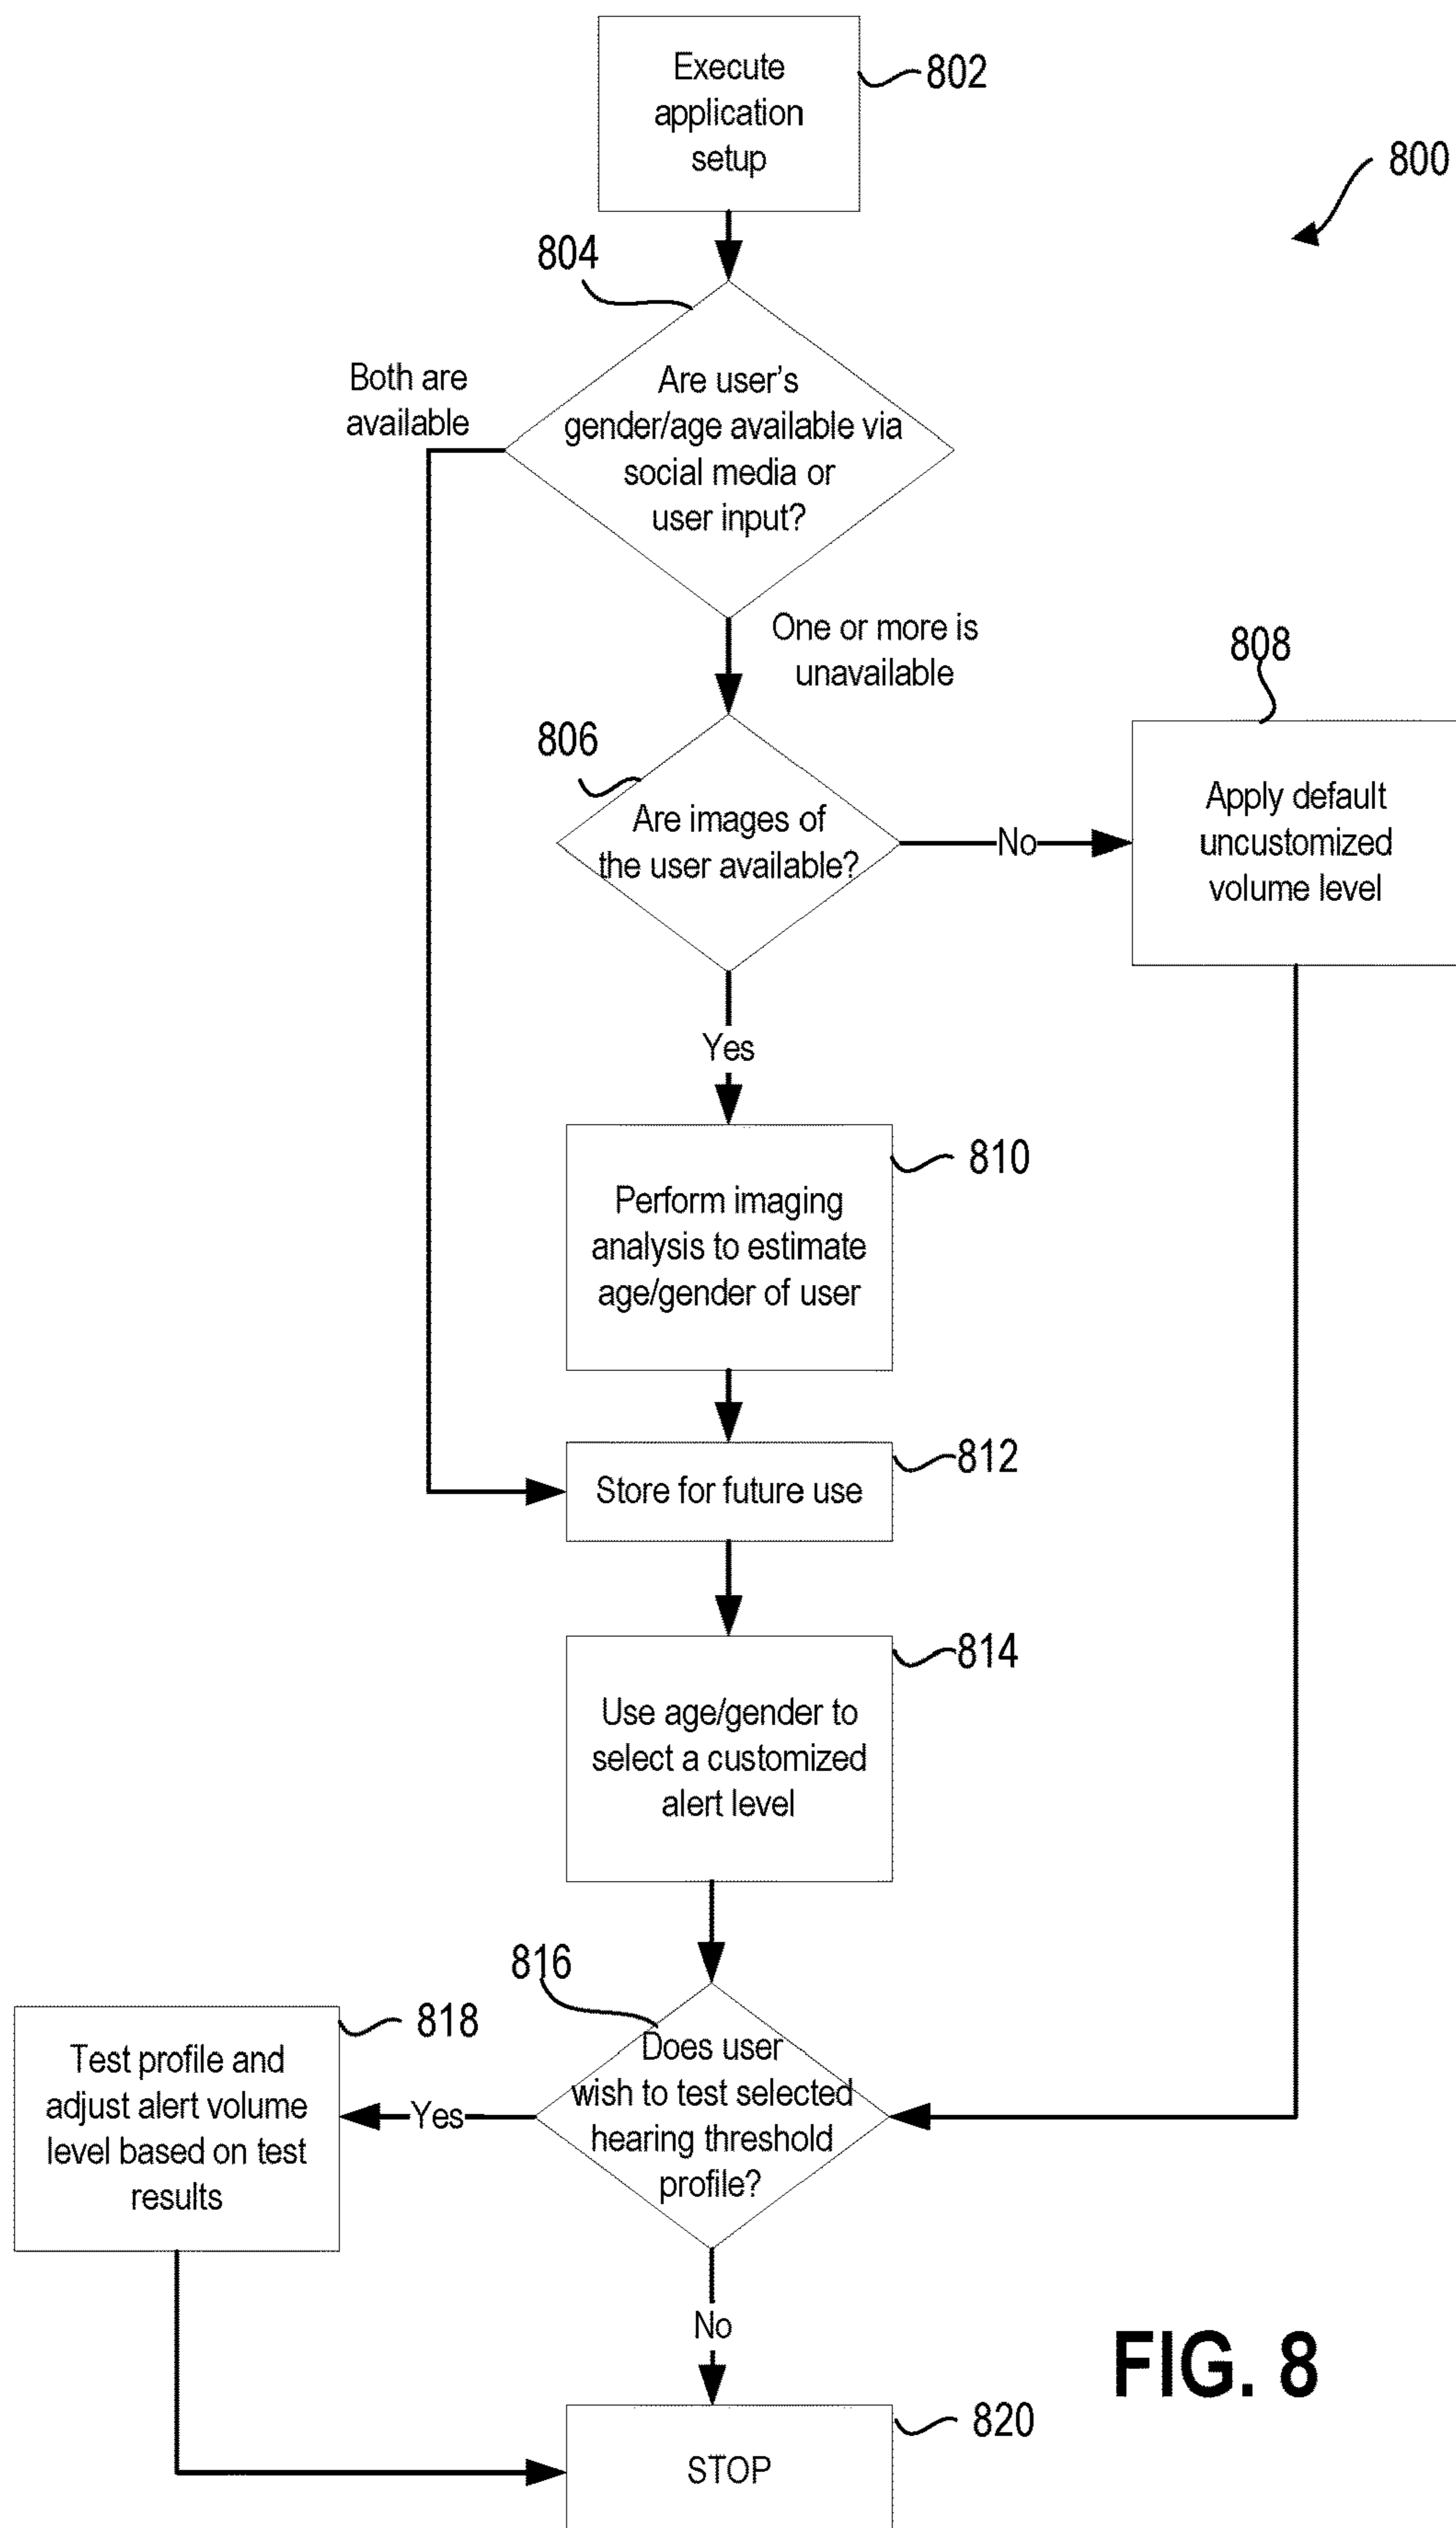 Execute
application
setup
802
800
804
Both are
available
Are user's
gender/age available via
social media or
user input?
One or more is
unavailable
808
806
Are images of
the user available?
No
Apply default
uncustomized
volume level
Yes
810
Perform imaging
analysis to estimate
age/gender of user
812
Store for future use
814
Use age/gender to
select a customized
alert level
816
818
Does user
wish to test selected
hearing threshold
profile?
Test profile and
adjust alert volume
level based on test
results
Yes
No
FIG. 8
820
STOP